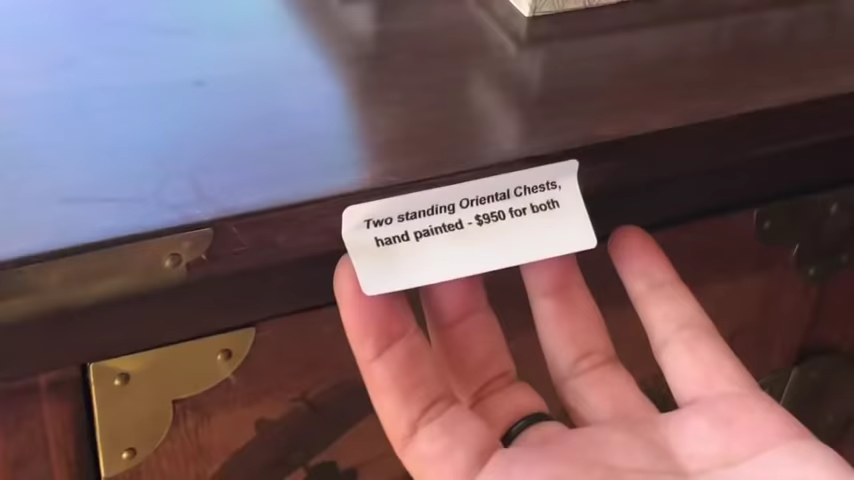 Two standing Oriental Chests,
hand painted - $950 for both